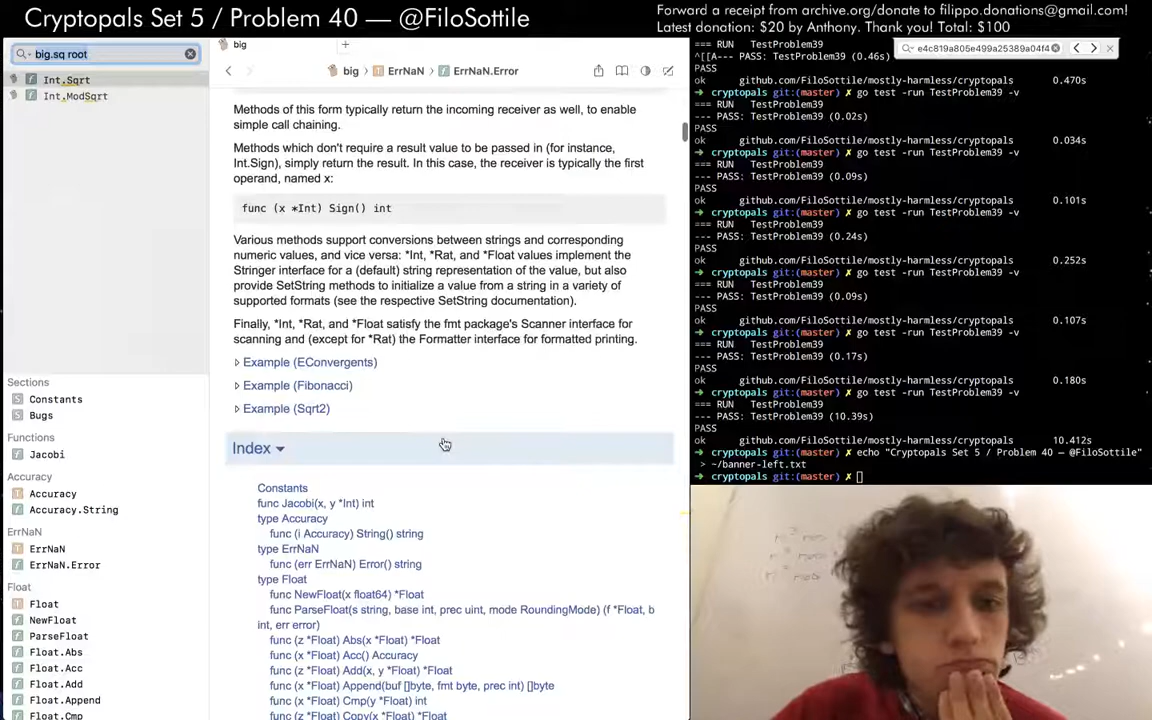 Cryptopals Set 5 / Problem 40 — @FiloSottile
Forward a receipt from archive.org/donate to filippo.donations@gmail.com!
Latest donation: $20 by Anthony. Thank you! Total: $100
big.sq root
Int.Sqrt
Int.ModSqrt
Sections
Constants
Bugs
Functions
Jacobi
Accuracy
Accuracy
Accuracy.String
ErrNaN
ErrNaN
ErrNaN.Error
Float
Float
NewFloat
ParseFloat
Float.Abs
Float.Acc
Float.Add
Float.Append
Float.Cmp
big
big
ErrNaN
ErrNaN.Error
Methods of this form typically return the incoming receiver as well, to enable
simple call chaining.
Methods which don't require a result value to be passed in (for instance,
Int.Sign), simply return the result. In this case, the receiver is typically the first
operand, named x:
func (x *Int) Sign() int
Various methods support conversions between strings and corresponding
numeric values, and vice versa: *Int, *Rat, and *Float values implement the
Stringer interface for a (default) string representation of the value, but also
provide SetString methods to initialize a value from a string in a variety of
supported formats (see the respective SetString documentation).
Finally, *Int, *Rat, and *Float satisfy the fmt package's Scanner interface for
scanning and (except for *Rat) the Formatter interface for formatted printing.
Example (EConvergents)
Example (Fibonacci)
Example (Sqrt2)
Index
Constants
func Jacobi(x, y *Int) int
type Accuracy
func (i Accuracy) String() string
type ErrNaN
func (err ErrNaN) Error() string
type Float
func NewFloat(x float64) *Float
func ParseFloat(s string, base int, prec uint, mode RoundingMode) (f *Float, b
int, err error)
func (z *Float) Abs(x *Float) *Float
func (x *Float) Acc() Accuracy
func (z *Float) Add(x, y *Float) *Float
func (x *Float) Append(buf []byte, fmt byte, prec int) []byte
func (x *Float) Cmp(y *Float) int
func (z *Float) Copy(x *Float) *Float
=== RUN TestProblem39
e4c819a805e499a25389a04f4
^[[A--- PASS: TestProblem39 (0.46s)
PASS
ok github.com/FiloSottile/mostly-harmless/cryptopals 0.470s
➜ cryptopals git:(master) ✗ go test -run TestProblem39 -v
=== RUN TestProblem39
--- PASS: TestProblem39 (0.02s)
PASS
ok github.com/FiloSottile/mostly-harmless/cryptopals 0.034s
➜ cryptopals git:(master) ✗ go test -run TestProblem39 -v
=== RUN TestProblem39
--- PASS: TestProblem39 (0.09s)
PASS
ok github.com/FiloSottile/mostly-harmless/cryptopals 0.101s
➜ cryptopals git:(master) ✗ go test -run TestProblem39 -v
=== RUN TestProblem39
--- PASS: TestProblem39 (0.24s)
PASS
ok github.com/FiloSottile/mostly-harmless/cryptopals 0.252s
➜ cryptopals git:(master) ✗ go test -run TestProblem39 -v
=== RUN TestProblem39
--- PASS: TestProblem39 (0.09s)
PASS
ok github.com/FiloSottile/mostly-harmless/cryptopals 0.107s
➜ cryptopals git:(master) ✗ go test -run TestProblem39 -v
=== RUN TestProblem39
--- PASS: TestProblem39 (0.17s)
PASS
ok github.com/FiloSottile/mostly-harmless/cryptopals 0.180s
➜ cryptopals git:(master) ✗ go test -run TestProblem39 -v
=== RUN TestProblem39
--- PASS: TestProblem39 (10.39s)
PASS
ok github.com/FiloSottile/mostly-harmless/cryptopals 10.412s
➜ cryptopals git:(master) ✗ echo "Cryptopals Set 5 / Problem 40 — @FiloSottile"
> ~/banner-left.txt
➜ cryptopals git:(master) ✗